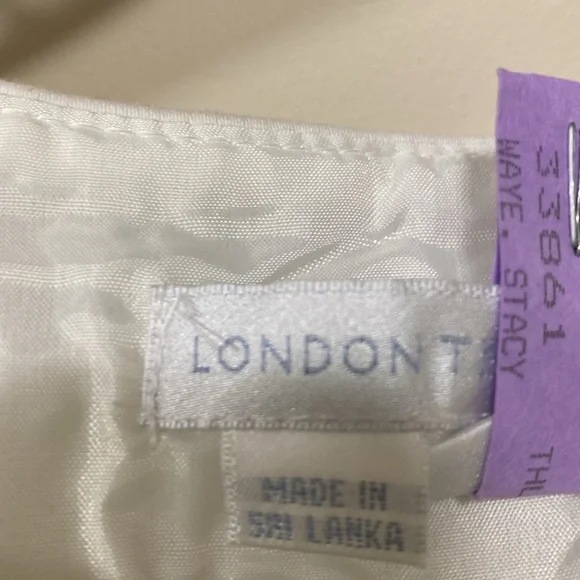 LONDON T
MADE IN
SRI LANKA
33861
WAYE, STACY
THU